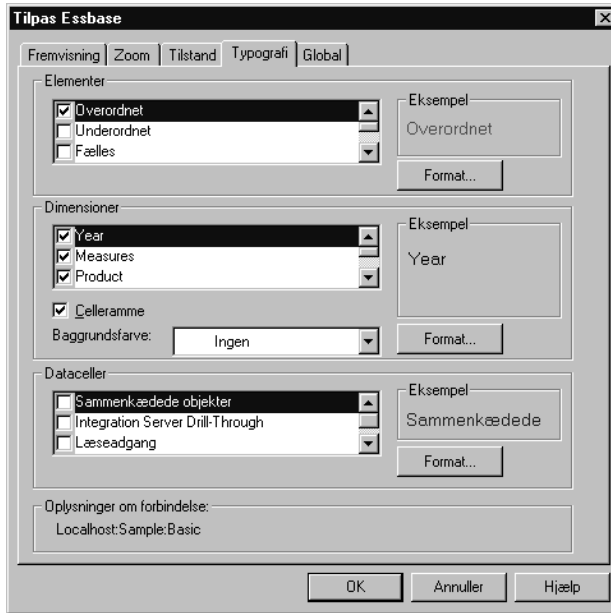 Tilpas Essbase
Fremvisning Zoom Tilstand Typografi Global
Elementer
Overordnet
Underordnet
Fælles
Eksempel
Overordnet
Format...
Dimensioner
Year
Measures
Product
Celleramme
Baggrundsfarve: Ingen
Eksempel
Year
Format...
Dataceller
Sammenkædede objekter
Integration Server Drill-Through
Læseadgang
Eksempel
Sammenkædede
Format...
Oplysninger om forbindelse:
Localhost:Sample:Basic
OK Annuller Hjælp